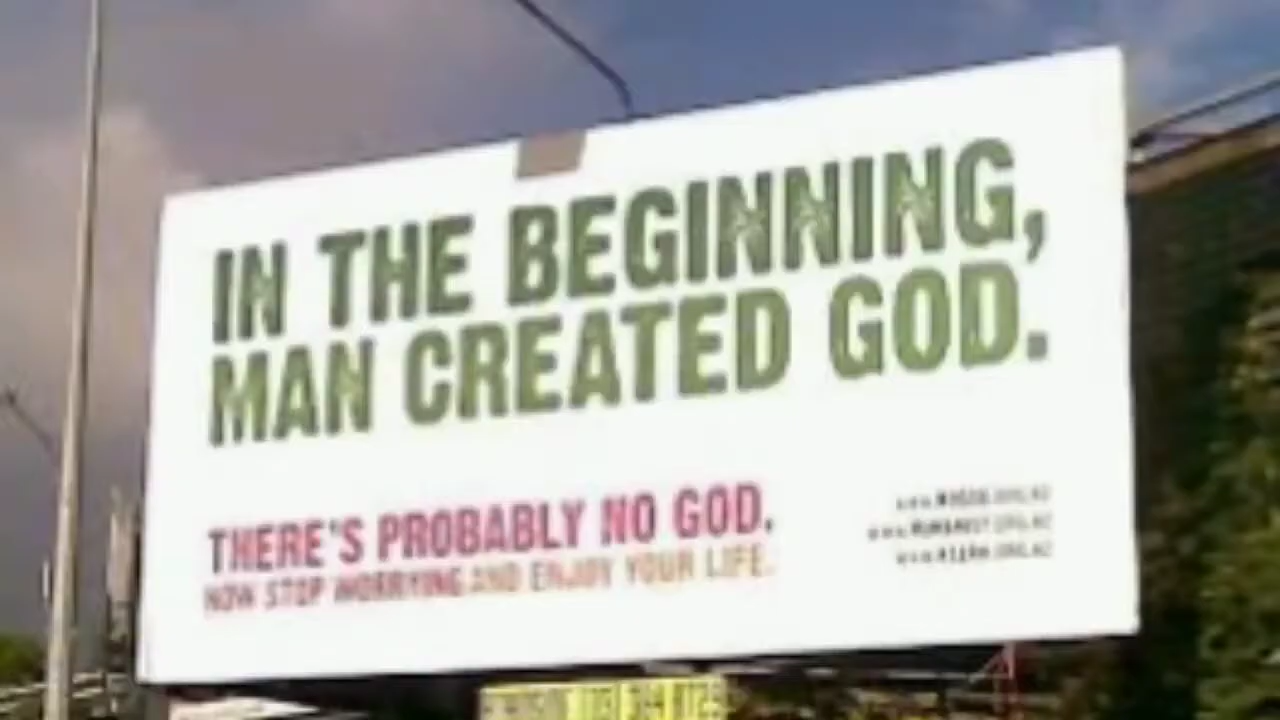 IN THE BEGINNING,
MAN CREATED GOD.
THERE'S PROBABLY NO GOD.
NOW STOP WORRYING AND ENJOY YOUR LIFE.